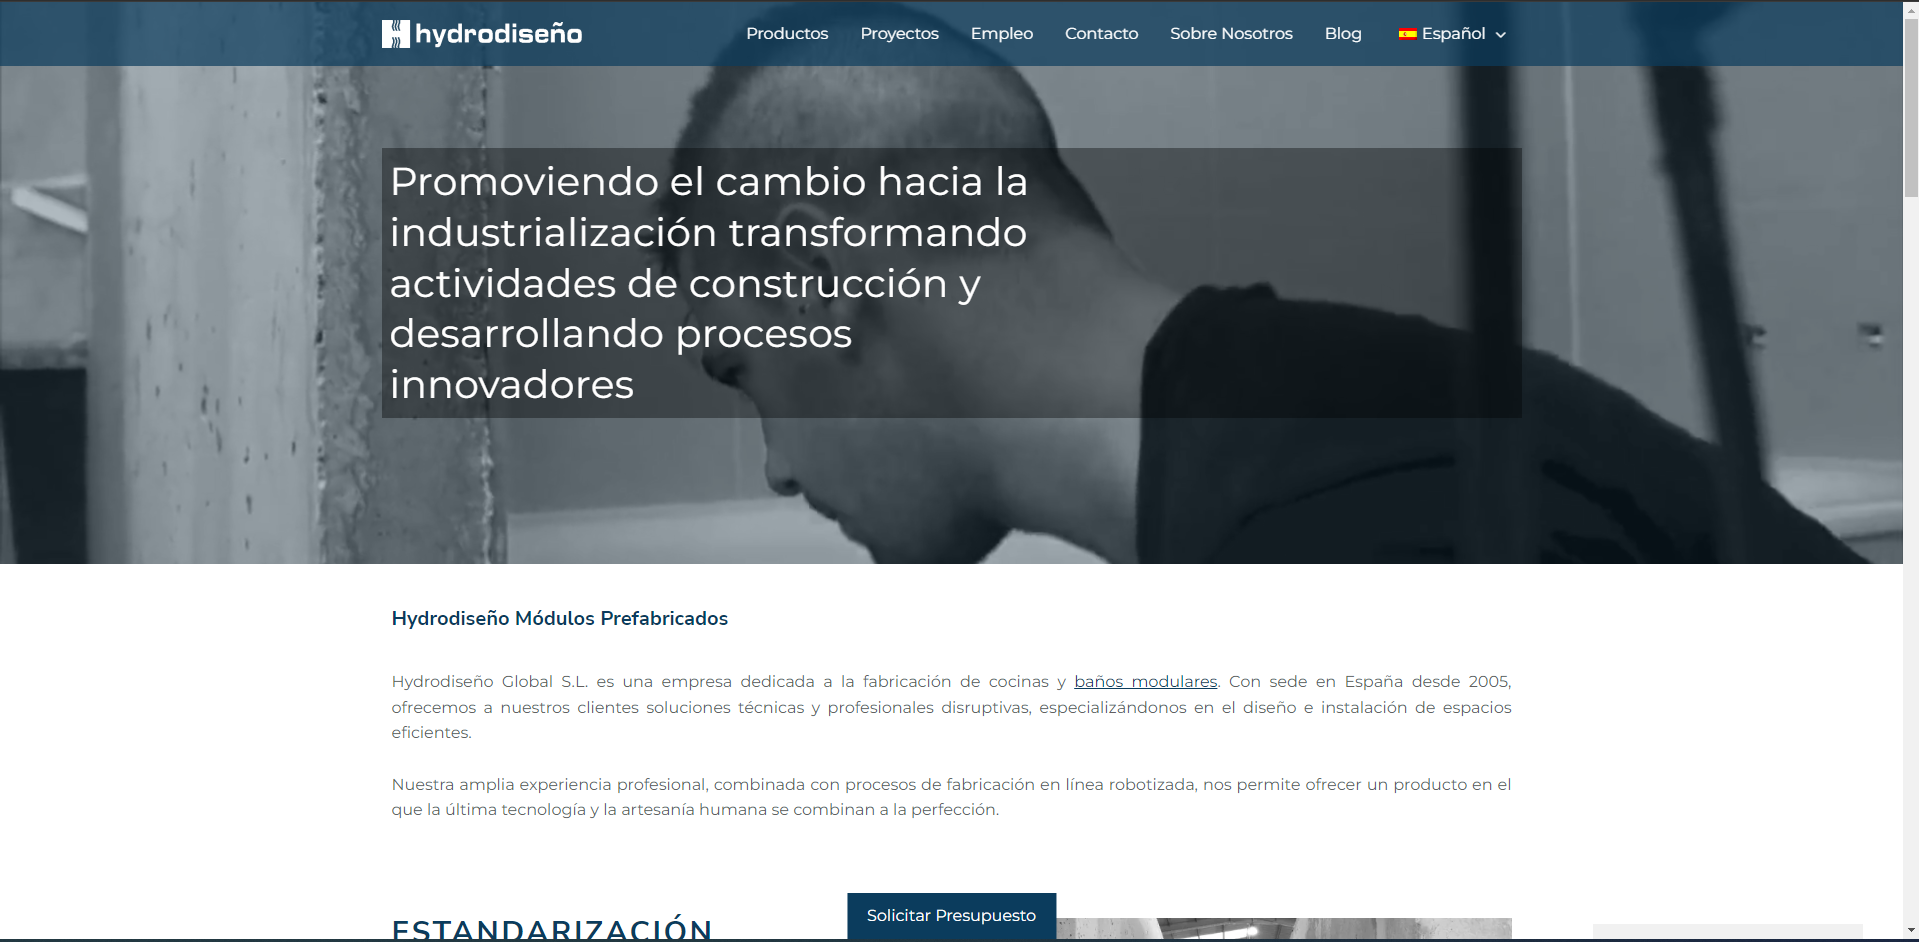 hydrodiseño
Productos Proyectos Empleo Contacto Sobre Nosotros Blog Español
Promoviendo el cambio hacia la
industrialización transformando
actividades de construcción y
desarrollando procesos
innovadores
Hydrodiseño Módulos Prefabricados
Hydrodiseño Global S.L. es una empresa dedicada a la fabricación de cocinas y baños modulares. Con sede en España desde 2005,
ofrecemos a nuestros clientes soluciones técnicas y profesionales disruptivas, especializándonos en el diseño e instalación de espacios
eficientes.
Nuestra amplia experiencia profesional, combinada con procesos de fabricación en línea robotizada, nos permite ofrecer un producto en el
que la última tecnología y la artesanía humana se combinan a la perfección.
ESTANDARIZACIÓN
Solicitar Presupuesto